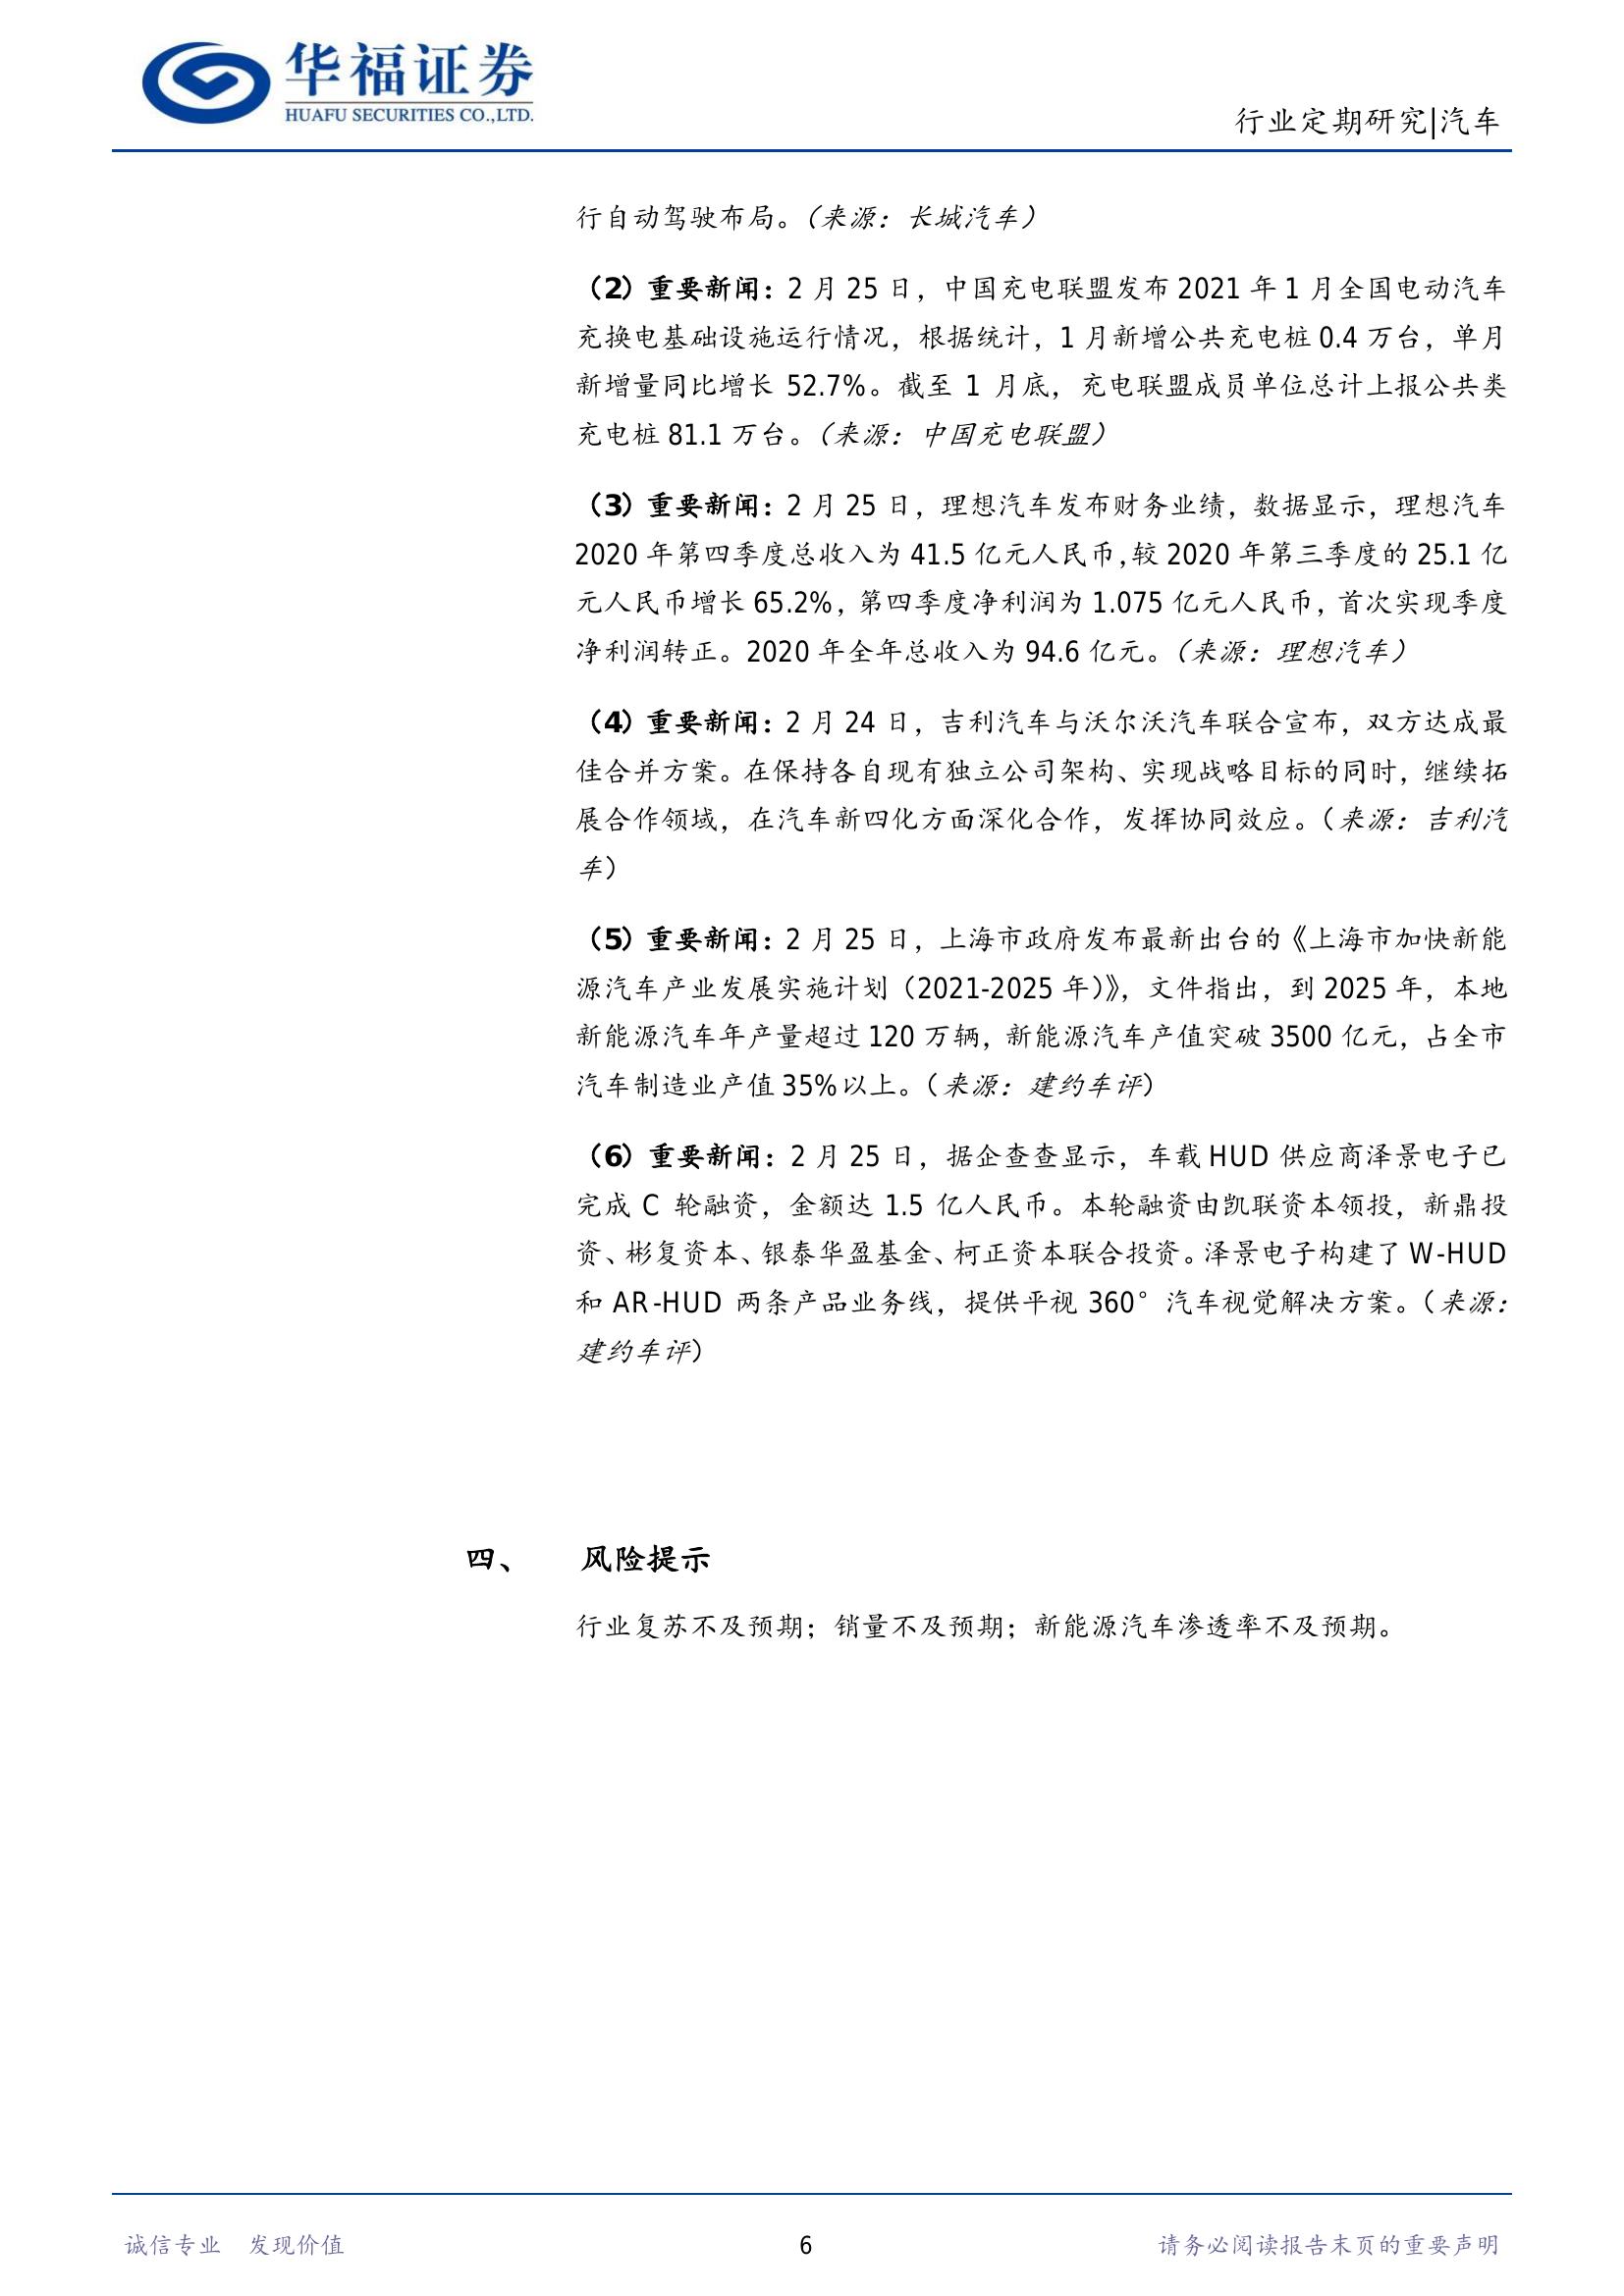 华福证券
HUAFU SECURITIES CO.,LTD.
行业定期研究|汽车
行自动驾驶布局。（来源：长城汽车）
（2）重要新闻：2 月 25 日，中国充电联盟发布 2021 年 1 月全国电动汽车
充换电基础设施运行情况，根据统计，1 月新增公共充电桩 0.4 万台，单月
新增量同比增长 52.7%。截至 1 月底，充电联盟成员单位总计上报公共类
充电桩 81.1 万台。（来源：中国充电联盟）
（3）重要新闻：2 月 25 日，理想汽车发布财务业绩，数据显示，理想汽车
2020 年第四季度总收入为 41.5 亿元人民币，较 2020 年第三季度的 25.1 亿
元人民币增长 65.2%，第四季度净利润为 1.075 亿元人民币，首次实现季度
净利润转正。2020 年全年总收入为 94.6 亿元。（来源：理想汽车）
（4）重要新闻：2 月 24 日，吉利汽车与沃尔沃汽车联合宣布，双方达成最
佳合并方案。在保持各自现有独立公司架构、实现战略目标的同时，继续拓
展合作领域，在汽车新四化方面深化合作，发挥协同效应。（来源：吉利汽
车）
（5）重要新闻：2 月 25 日，上海市政府发布最新出台的《上海市加快新能
源汽车产业发展实施计划（2021-2025 年）》，文件指出，到 2025 年，本地
新能源汽车年产量超过 120 万辆，新能源汽车产值突破 3500 亿元，占全市
汽车制造业产值 35%以上。（来源：建约车评）
（6）重要新闻：2 月 25 日，据企查查显示，车载 HUD 供应商泽景电子已
完成 C 轮融资，金额达 1.5 亿人民币。本轮融资由凯联资本领投，新鼎投
资、彬复资本、银泰华盈基金、柯正资本联合投资。泽景电子构建了 W-HUD
和 AR-HUD 两条产品业务线，提供平视 360°汽车视觉解决方案。（来源：
建约车评）
四、 风险提示
行业复苏不及预期；销量不及预期；新能源汽车渗透率不及预期。
诚信专业 发现价值
6
请务必阅读报告末页的重要声明